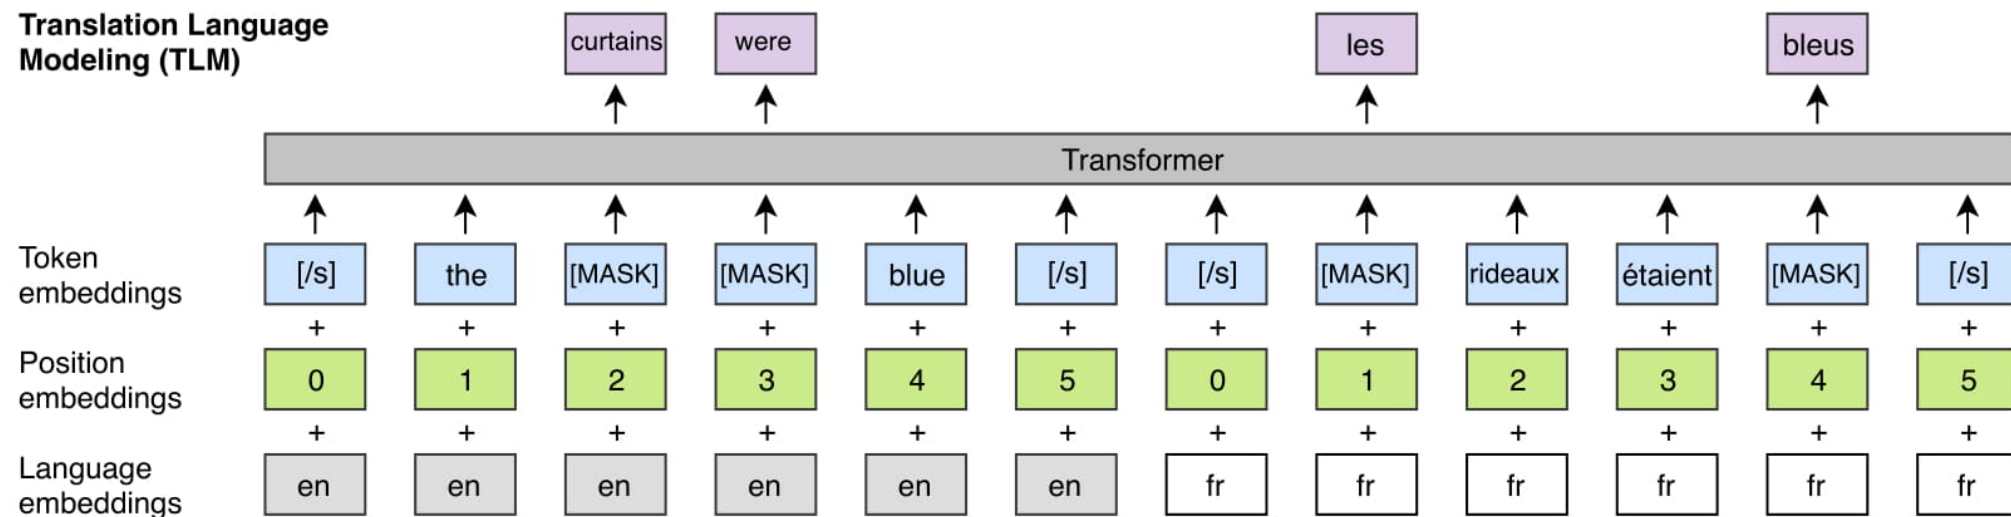 Translation Language
Modeling (TLM)
curtains were les bleus
Transformer
Token
embeddings
[/s] the [MASK] [MASK] blue [/s] [/s] [MASK] rideaux étaient [MASK] [/s]
+ + + + + + + + + + + +
Position
embeddings
0 1 2 3 4 5 0 1 2 3 4 5
+ + + + + + + + + + + +
Language
embeddings
en en en en en en fr fr fr fr fr fr